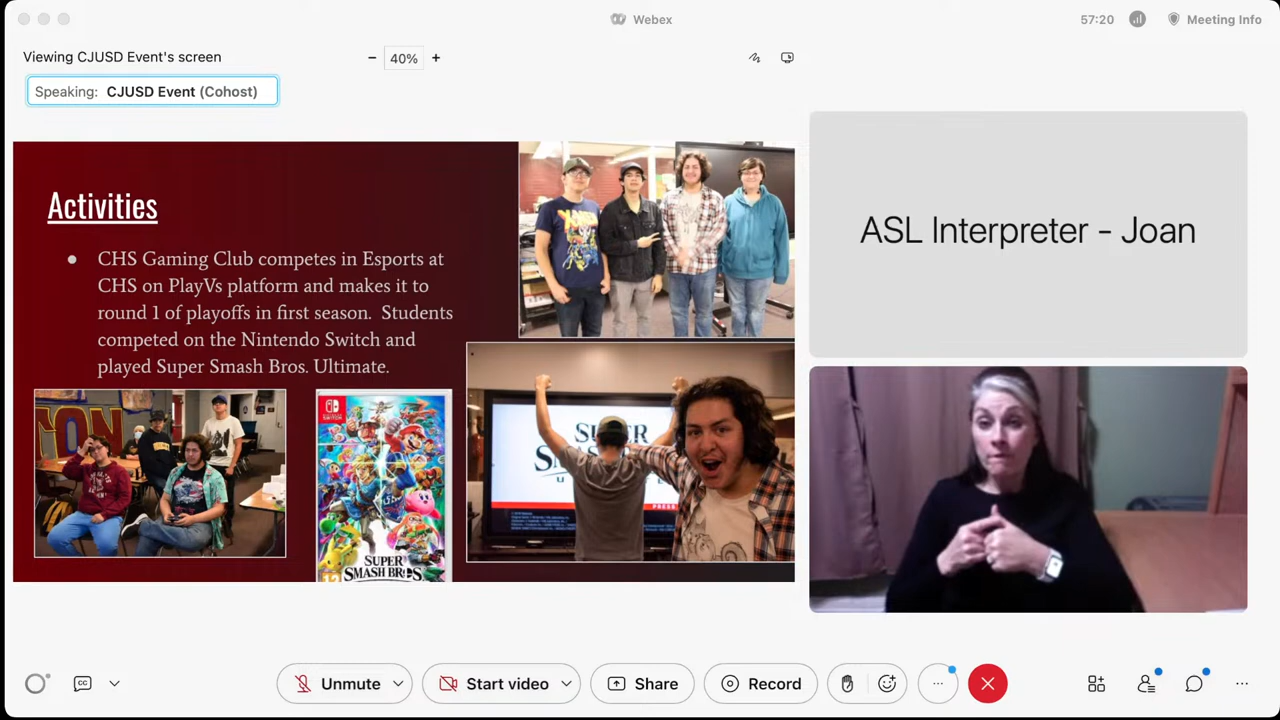 Webex
57:20
Meeting Info
Viewing CJUSD Event's screen
40%
Speaking: CJUSD Event (Cohost)
Activities
CHS Gaming Club competes in Esports at
CHS on PlayVs platform and makes it to
round 1 of playoffs in first season. Students
competed on the Nintendo Switch and
played Super Smash Bros. Ultimate.
SUPER
SMASH BROS
SUPER
PRESS
ASL Interpreter - Joan
CC
Unmute
Start video
Share
Record